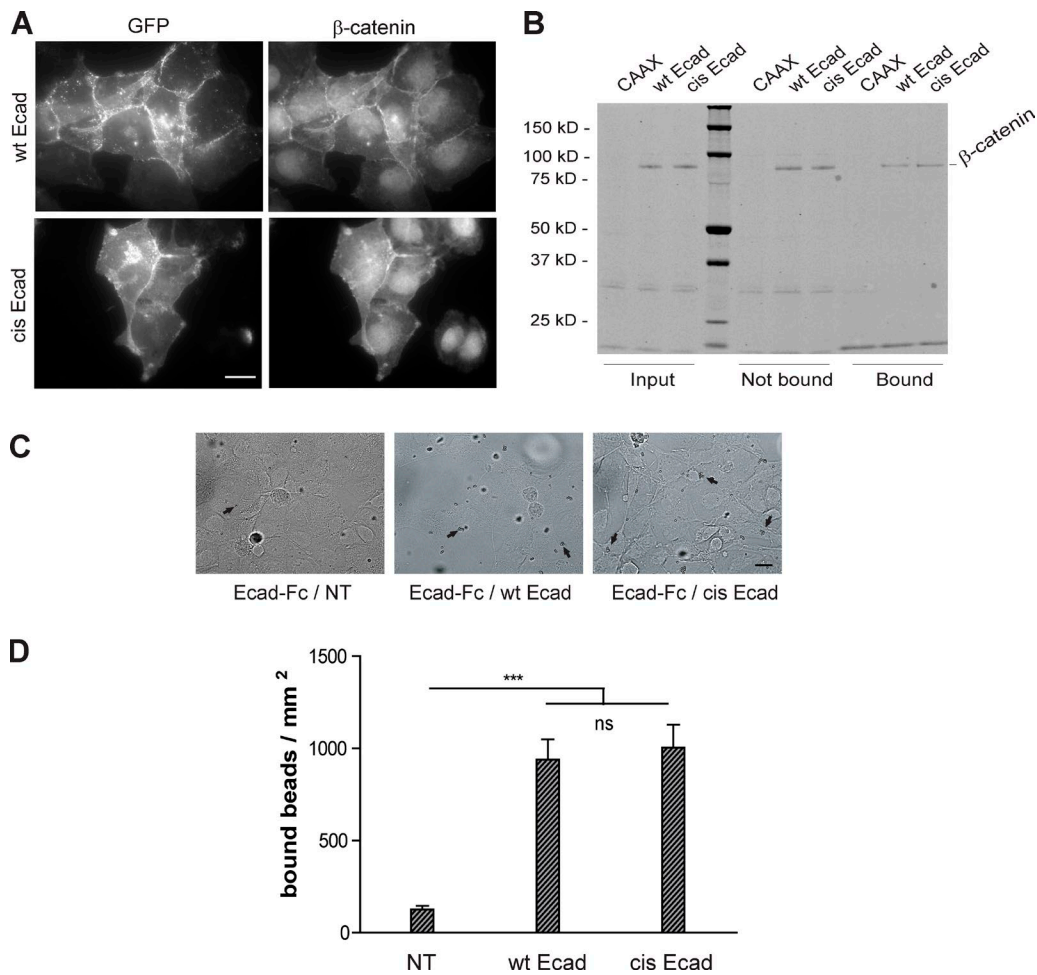 A
GFP
β-catenin
wt Ecad
cis Ecad
B
CAAX
wt Ecad
cis Ecad
CAAX
wt Ecad
cis Ecad
CAAX
wt Ecad
cis Ecad
150 kD -
100 kD -
75 kD -
50 kD -
37 kD -
25 kD -
β-catenin
Input
Not bound
Bound
C
Ecad-Fc / NT
Ecad-Fc / wt Ecad
Ecad-Fc / cis Ecad
D
bound beads / mm²
1500
1000
500
0
***
ns
NT
wt Ecad
cis Ecad